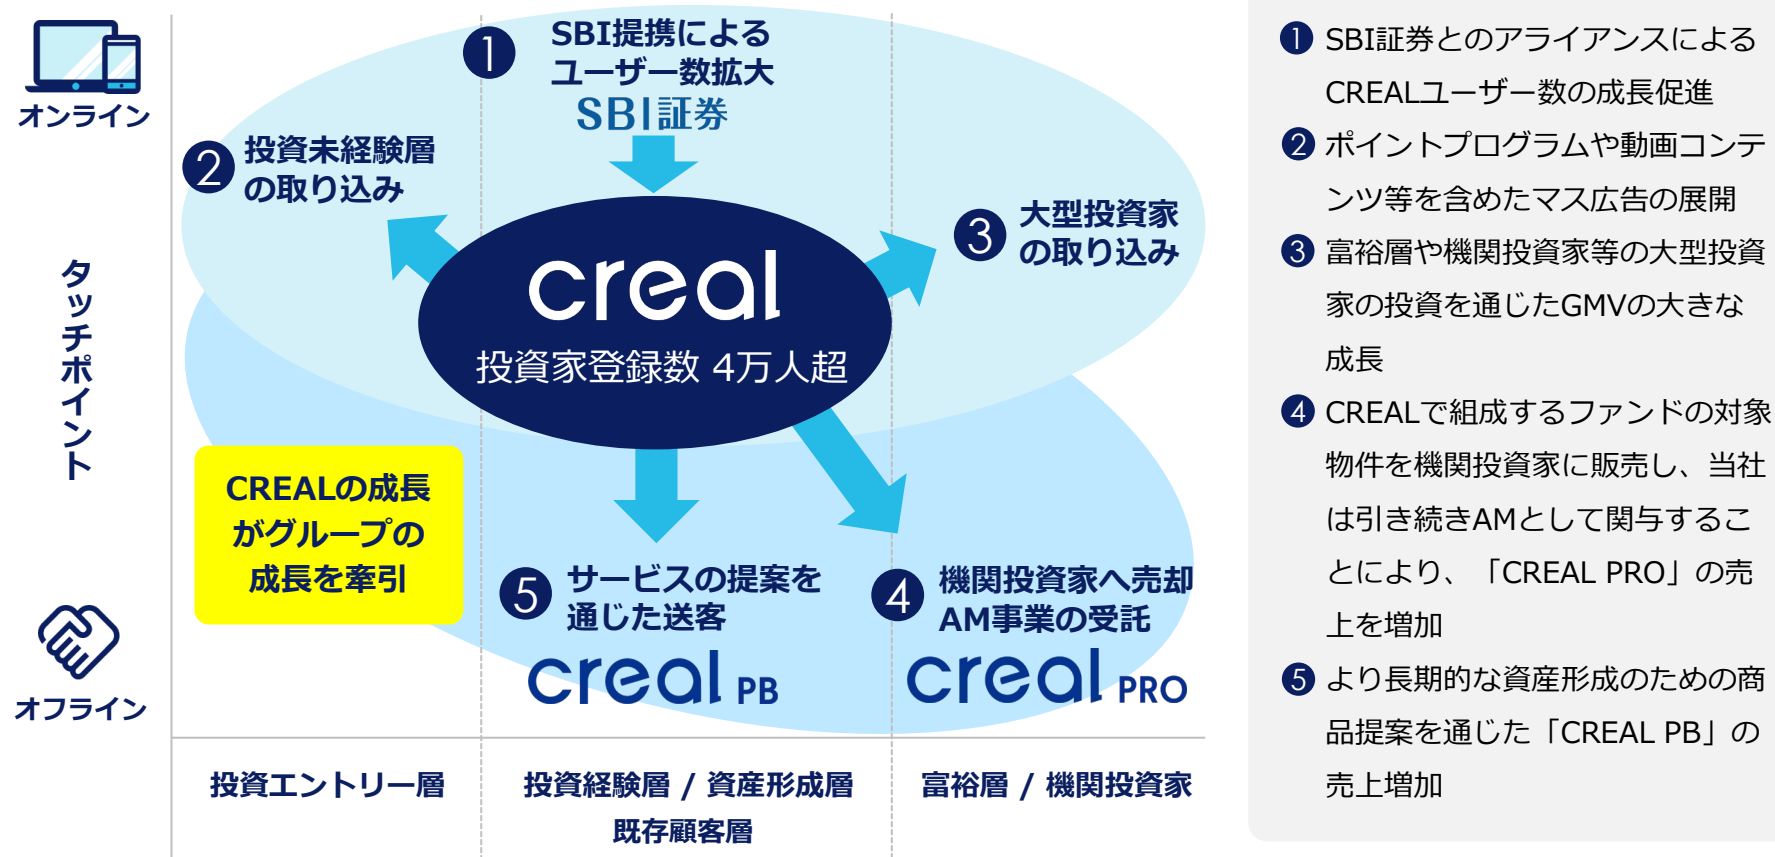 オンライン
タッチポイント
オフライン
1
SBI提携による
ユーザー数拡大
SBI証券
2
投資未経験層
の取り込み
3
大型投資家
の取り込み
creal
投資家登録数 4万人超
CREALの成長
がグループの
成長を牽引
5
サービスの提案を
通じた送客
creal PB
4
機関投資家へ売却
AM事業の受託
creal PRO
投資エントリー層
投資経験層 / 資産形成層
既存顧客層
富裕層 / 機関投資家
1 SBI証券とのアライアンスによる
CREALユーザー数の成長促進
2 ポイントプログラムや動画コンテ
ンツ等を含めたマス広告の展開
3 富裕層や機関投資家等の大型投資
家の投資を通じたGMVの大きな
成長
4 CREALで組成するファンドの対象
物件を機関投資家に販売し、当社
は引き続きAMとして関与するこ
とにより、「CREAL PRO」の売
上を増加
5 より長期的な資産形成のための商
品提案を通じた「CREAL PB」の
売上増加